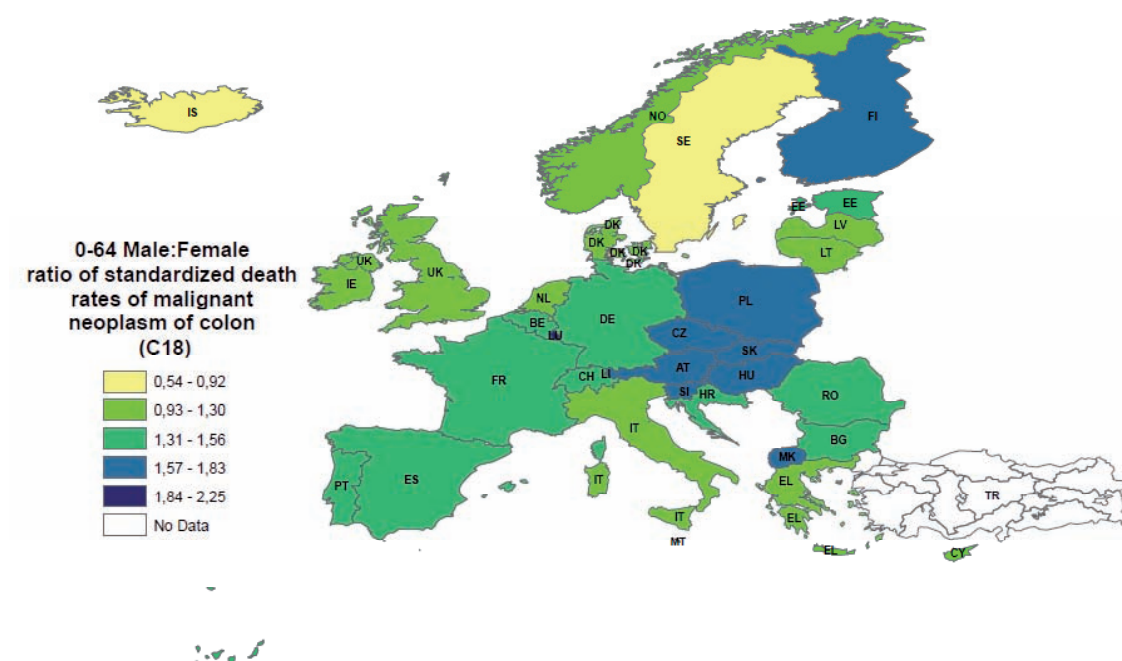 IS
NO
SE
FI
EE
EE
LV
LT
DK
DK
DK
DK
DK
UK
UK
IE
0-64 Male:Female
ratio of standardized death
rates of malignant
neoplasm of colon
(C18)
0,54 - 0,92
0,93 - 1,30
1,31 - 1,56
1,57 - 1,83
1,84 - 2,25
No Data
NL
BE
LU
DE
PL
CZ
SK
AT
HU
FR
CH
LI
SI
HR
RO
BG
IT
IT
IT
MK
PT
ES
EL
EL
EL
TR
MT
CY